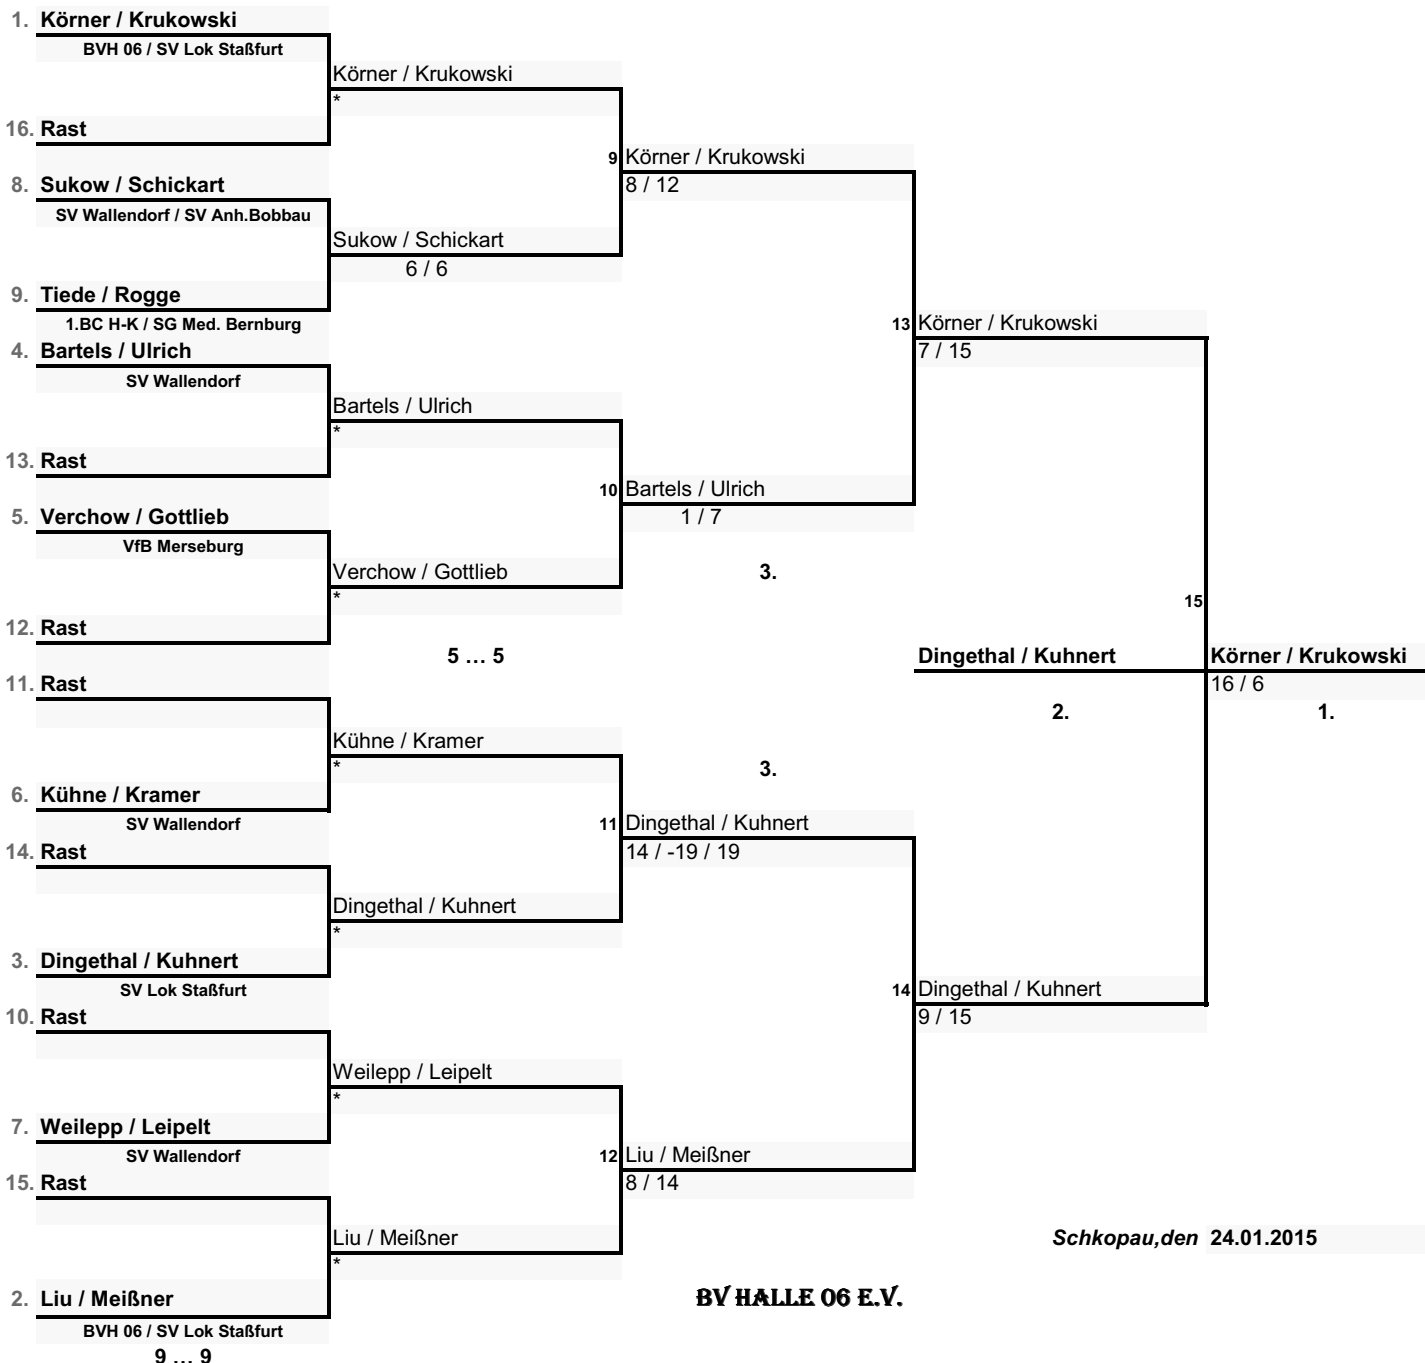 1. Körner / Krukowski
BVH 06 / SV Lok Staßfurt
Körner / Krukowski
*
16. Rast
9 Körner / Krukowski
8 / 12
8. Sukow / Schickart
SV Wallendorf / SV Anh.Bobbau
Sukow / Schickart
6 / 6
9. Tiede / Rogge
1.BC H-K / SG Med. Bernburg
13 Körner / Krukowski
7 / 15
4. Bartels / Ulrich
SV Wallendorf
Bartels / Ulrich
*
13. Rast
10 Bartels / Ulrich
1 / 7
5. Verchow / Gottlieb
VfB Merseburg
Verchow / Gottlieb
*
3.
15
12. Rast
5 … 5
Dingethal / Kuhnert
Körner / Krukowski
16 / 6
11. Rast
2.
1.
Kühne / Kramer
*
3.
6. Kühne / Kramer
SV Wallendorf
11 Dingethal / Kuhnert
14 / -19 / 19
14. Rast
Dingethal / Kuhnert
*
3. Dingethal / Kuhnert
SV Lok Staßfurt
14 Dingethal / Kuhnert
9 / 15
10. Rast
Weilepp / Leipelt
*
7. Weilepp / Leipelt
SV Wallendorf
12 Liu / Meißner
8 / 14
15. Rast
Liu / Meißner
*
Schkopau,den 24.01.2015
2. Liu / Meißner
BV HALLE 06 E.V.
BVH 06 / SV Lok Staßfurt
9 … 9